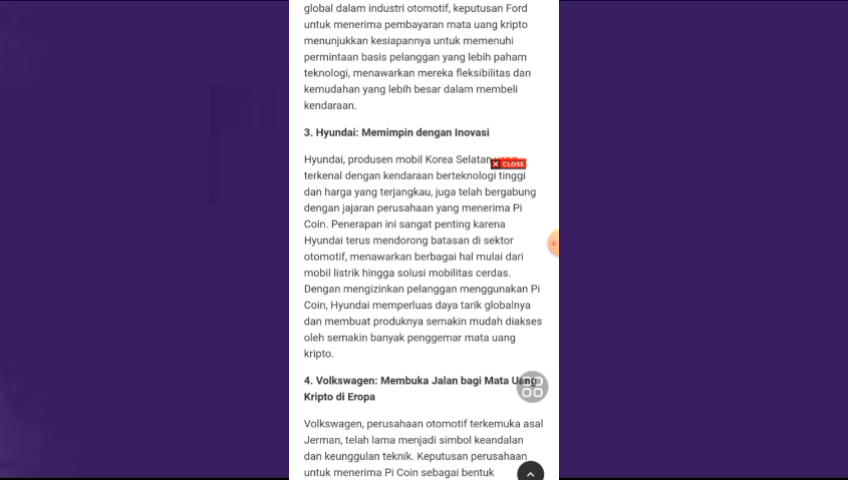 global dalam industri otomotif, keputusan Ford
untuk menerima pembayaran mata uang kripto
menunjukkan kesiapannya untuk memenuhi
permintaan basis pelanggan yang lebih paham
teknologi, menawarkan mereka fleksibilitas dan
kemudahan yang lebih besar dalam membeli
kendaraan.
3. Hyundai: Memimpin dengan Inovasi
Hyundai, produsen mobil Korea Selatan yang
CLOSE
terkenal dengan kendaraan berteknologi tinggi
dan harga yang terjangkau, juga telah bergabung
dengan jajaran perusahaan yang menerima Pi
Coin. Penerapan ini sangat penting karena
Hyundai terus mendorong batasan di sektor
otomotif, menawarkan berbagai hal mulai dari
mobil listrik hingga solusi mobilitas cerdas.
Dengan mengizinkan pelanggan menggunakan Pi
Coin, Hyundai memperluas daya tarik globalnya
dan membuat produknya semakin mudah diakses
oleh semakin banyak penggemar mata uang
kripto.
4. Volkswagen: Membuka Jalan bagi Mata Uang
Kripto di Eropa
Volkswagen, perusahaan otomotif terkemuka asal
Jerman, telah lama menjadi simbol keandalan
dan keunggulan teknik. Keputusan perusahaan
untuk menerima Pi Coin sebagai bentuk